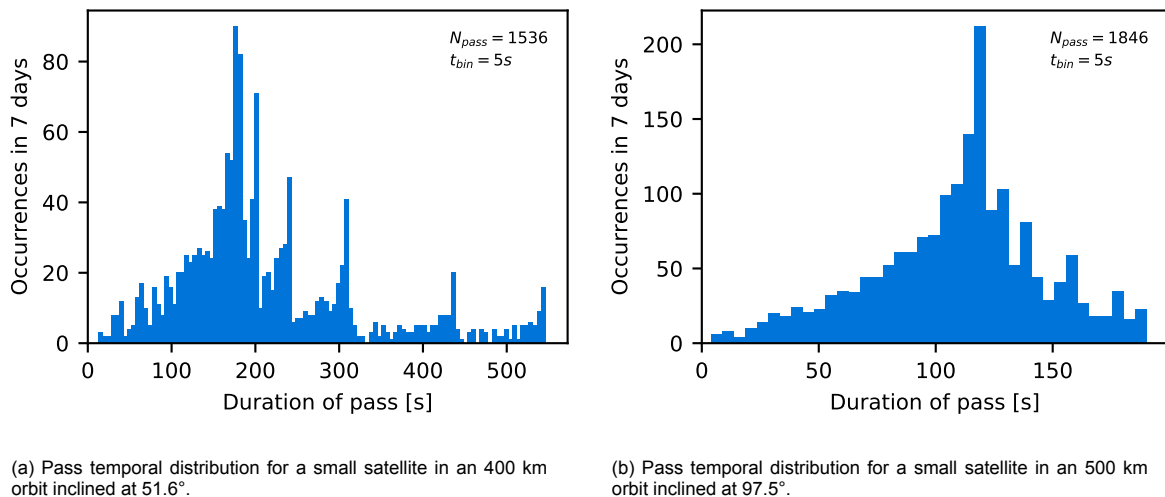 80
60
40
20
0
Occurrences in 7 days
N_pass = 1536
t_bin = 5s
0 100 200 300 400 500
Duration of pass [s]
(a) Pass temporal distribution for a small satellite in an 400 km
orbit inclined at 51.6°.
200
150
100
50
0
Occurrences in 7 days
N_pass = 1846
t_bin = 5s
0 50 100 150
Duration of pass [s]
(b) Pass temporal distribution for a small satellite in an 500 km
orbit inclined at 97.5°.